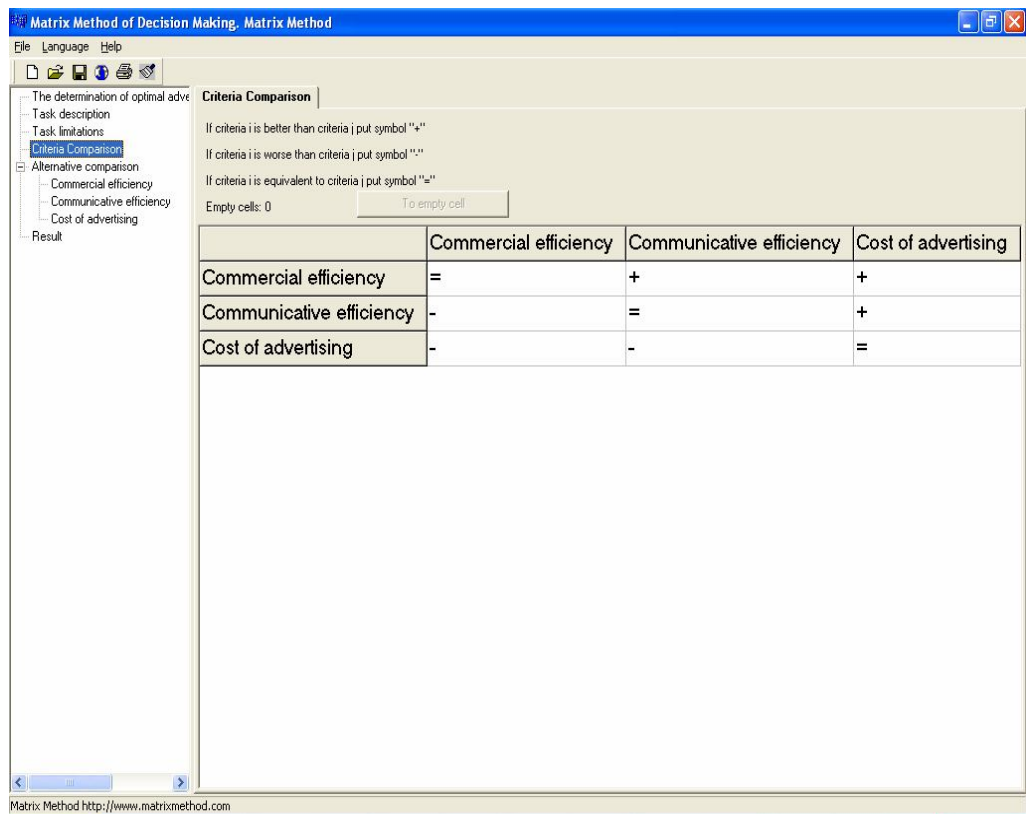 Matrix Method of Decision Making. Matrix Method
File Language Help
The determination of optimal adve
Task description
Task limitations
Criteria Comparison
Alternative comparison
Commercial efficiency
Communicative efficiency
Cost of advertising
Result
Criteria Comparison
If criteria i is better than criteria j put symbol "+"
If criteria i is worse than criteria j put symbol "-"
If criteria i is equivalent to criteria j put symbol "="
Empty cells: 0 To empty cell
Commercial efficiency Communicative efficiency Cost of advertising
Commercial efficiency = + +
Communicative efficiency - = +
Cost of advertising - - =
Matrix Method http://www.matrixmethod.com